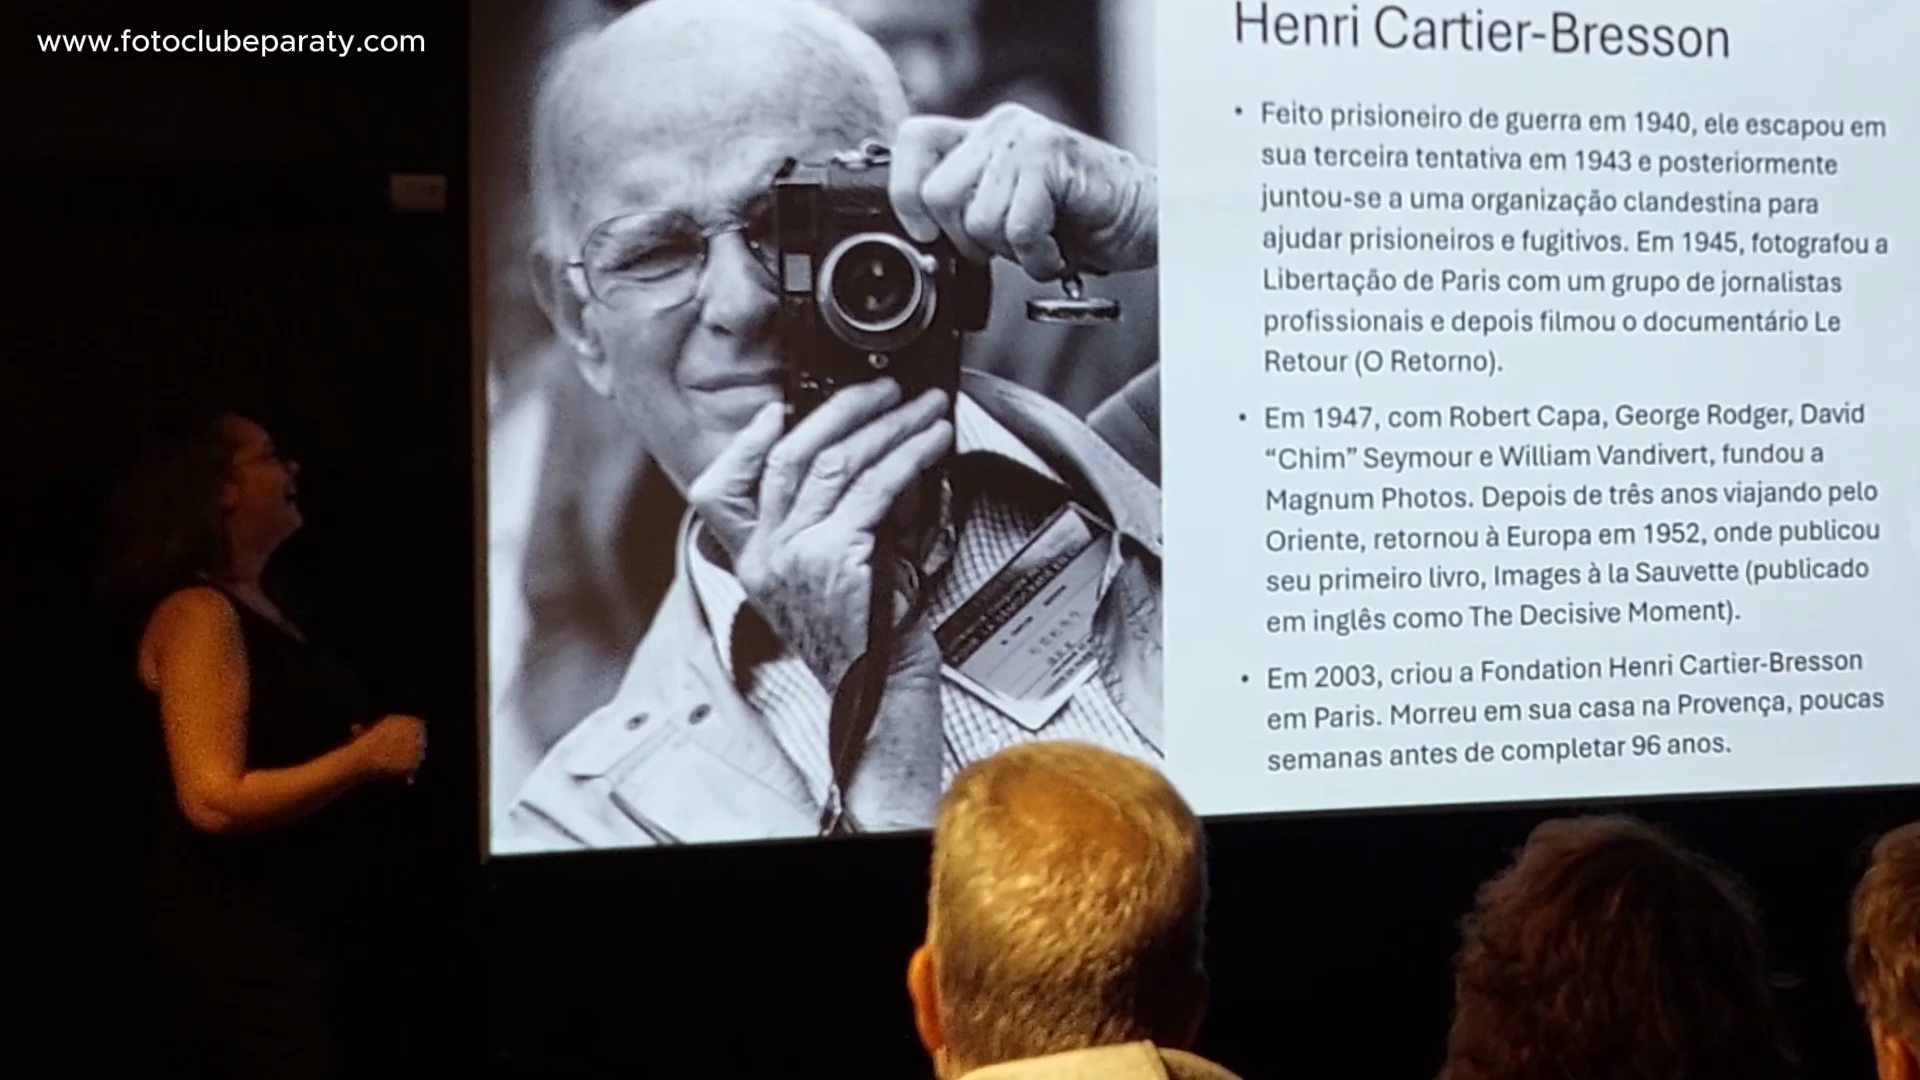 www.fotoclubeparaty.com
Henri Cartier-Bresson
• Feito prisioneiro de guerra em 1940, ele escapou em
sua terceira tentativa em 1943 e posteriormente
juntou-se a uma organização clandestina para
ajudar prisioneiros e fugitivos. Em 1945, fotografou a
Libertação de Paris com um grupo de jornalistas
profissionais e depois filmou o documentário Le
Retour (O Retorno).
• Em 1947, com Robert Capa, George Rodger, David
“Chim” Seymour e William Vandivert, fundou a
Magnum Photos. Depois de três anos viajando pelo
Oriente, retornou à Europa em 1952, onde publicou
seu primeiro livro, Images à la Sauvette (publicado
em inglês como The Decisive Moment).
• Em 2003, criou a Fondation Henri Cartier-Bresson
em Paris. Morreu em sua casa na Provença, poucas
semanas antes de completar 96 anos.